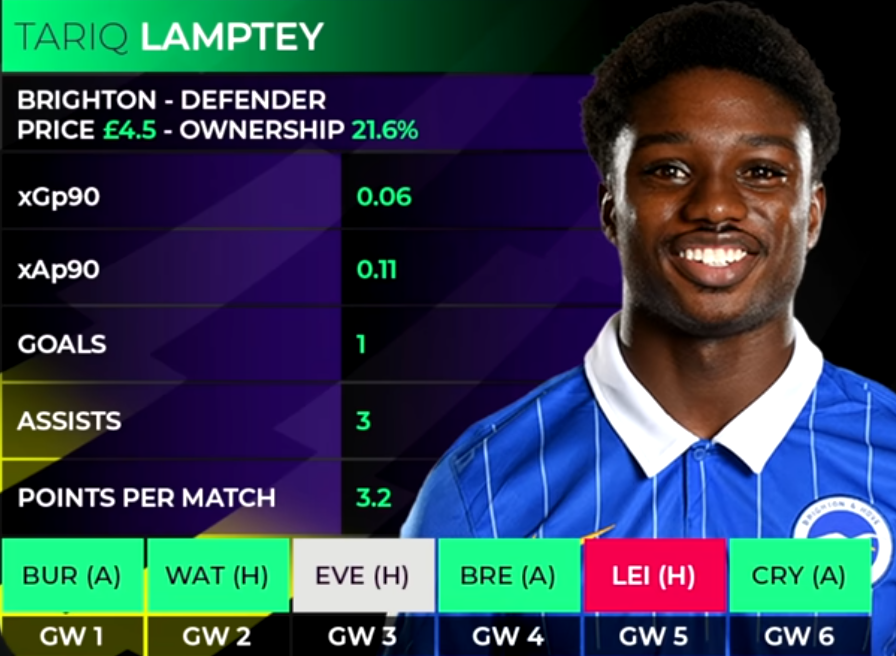 TARIQ LAMPTEY
BRIGHTON - DEFENDER
PRICE £4.5 - OWNERSHIP 21.6%
xGp90 0.06
xAp90 0.11
GOALS 1
ASSISTS 3
POINTS PER MATCH 3.2
BUR (A) WAT (H) EVE (H) BRE (A) LEI (H) CRY (A)
GW 1 GW 2 GW 3 GW 4 GW 5 GW 6
BRIGHTON & HOVE